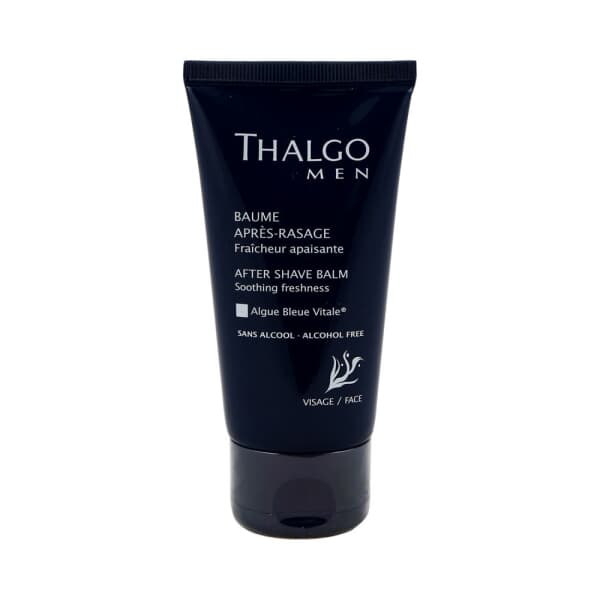 THALGO
MEN
BAUME
APRÈS-RASAGE
Fraîcheur apaisante
AFTER SHAVE BALM
Soothing freshness
Algue Bleue Vitale®
SANS ALCOOL - ALCOHOL FREE
VISAGE / FACE